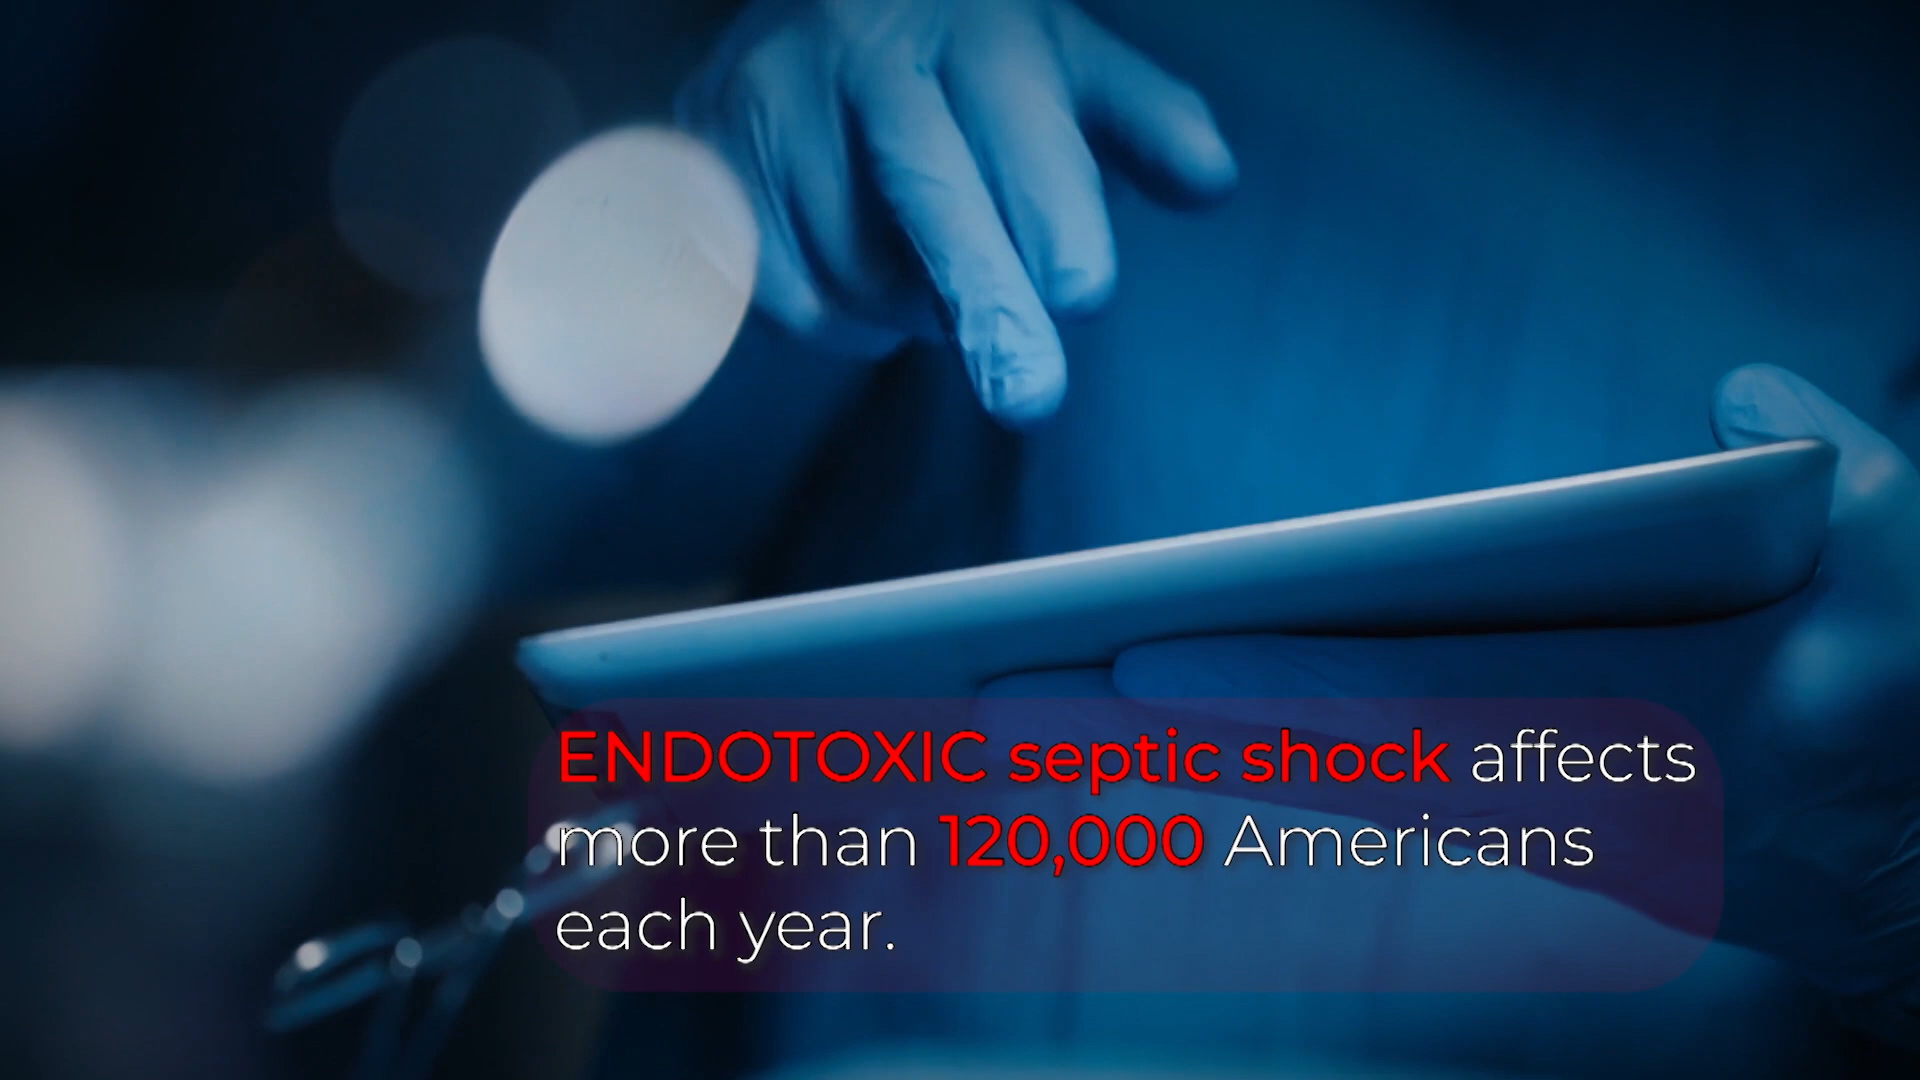 ENDOTOXIC septic shock affects
more than 120,000 Americans
each year.